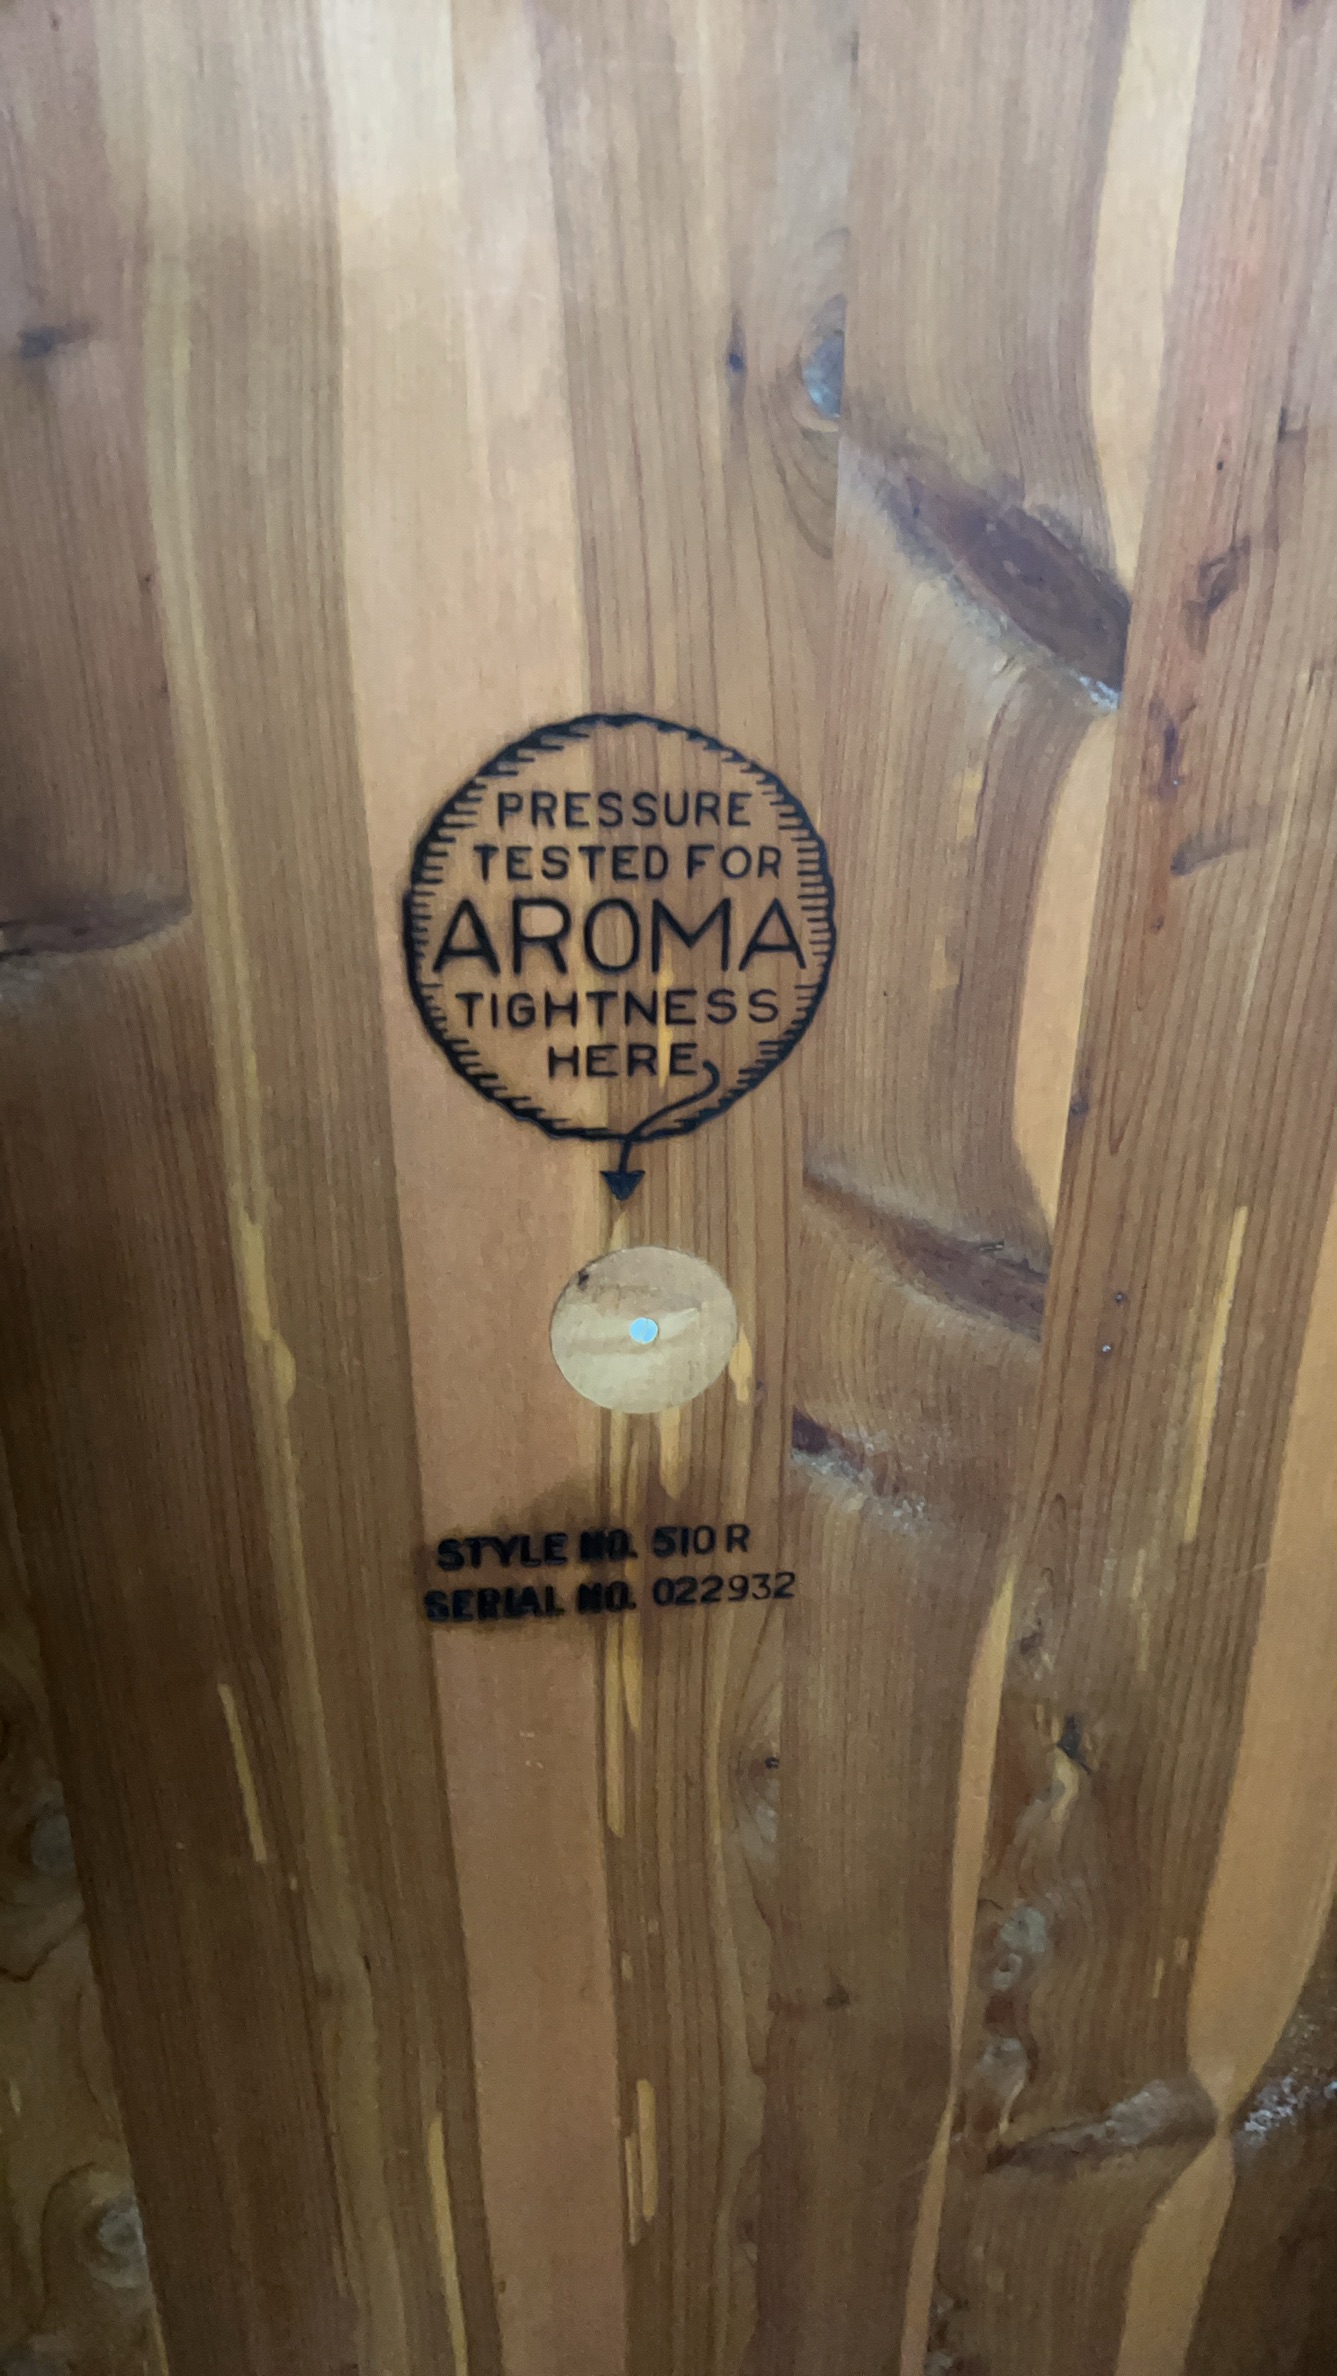 PRESSURE
TESTED FOR
AROMA
TIGHTNESS
HERE
STYLE NO. 510 R
SERIAL NO. 022932